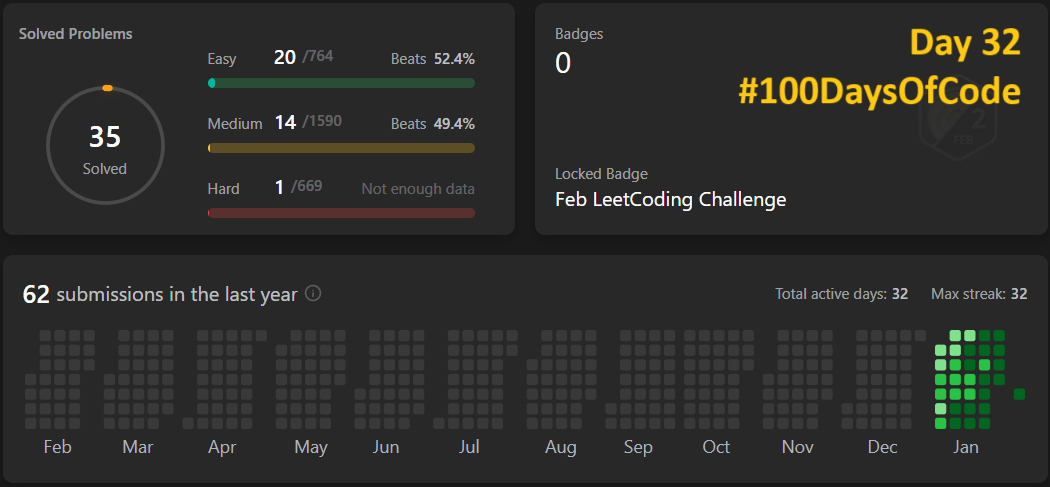 Solved Problems
35
Solved
Easy 20 /764 Beats 52.4%
Medium 14 /1590 Beats 49.4%
Hard 1 /669 Not enough data
Badges
0
Day 32
#100DaysOfCode
2
FEB
Locked Badge
Feb LeetCoding Challenge
62 submissions in the last year
Total active days: 32 Max streak: 32
Feb Mar Apr May Jun Jul Aug Sep Oct Nov Dec Jan